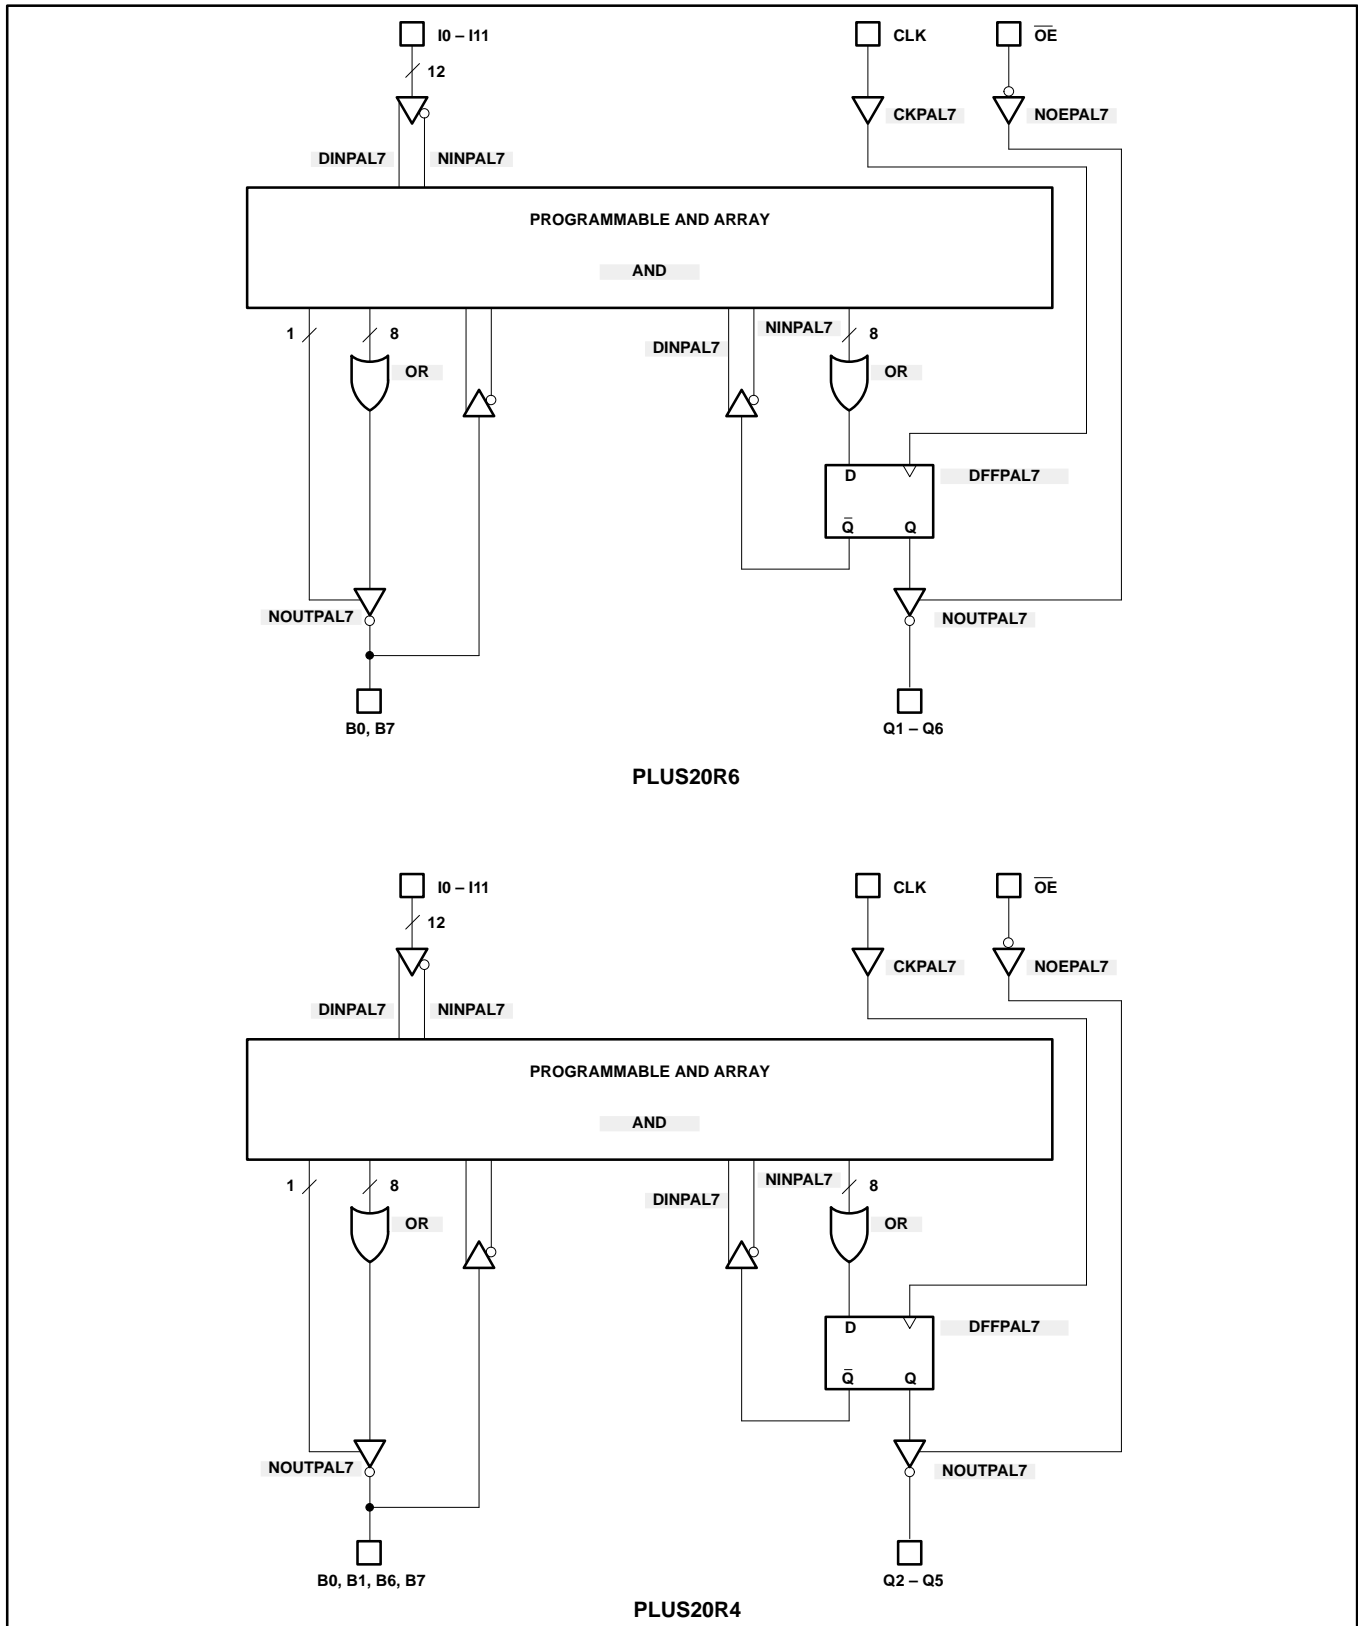 I0 – I11
CLK
OE
12
CKPAL7
NOEPAL7
DINPAL7
NINPAL7
PROGRAMMABLE AND ARRAY
AND
1
8
OR
DINPAL7
NINPAL7
8
OR
D
DFFPAL7
Q
Q
NOUTPAL7
NOUTPAL7
B0, B7
Q1 – Q6
PLUS20R6
I0 – I11
CLK
OE
12
CKPAL7
NOEPAL7
DINPAL7
NINPAL7
PROGRAMMABLE AND ARRAY
AND
1
8
OR
DINPAL7
NINPAL7
8
OR
D
DFFPAL7
Q
Q
NOUTPAL7
NOUTPAL7
B0, B1, B6, B7
Q2 – Q5
PLUS20R4